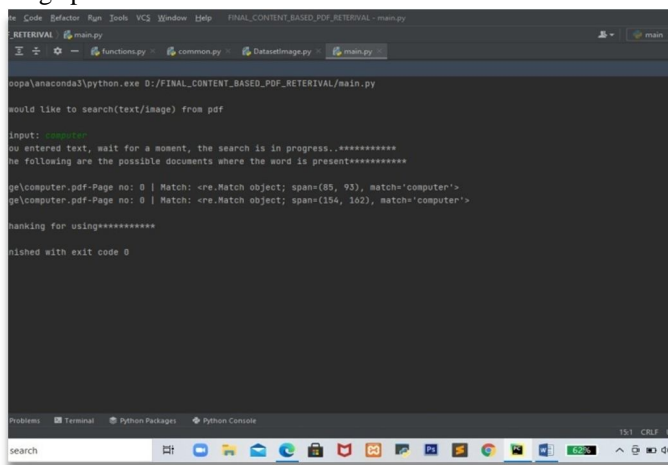 te Code Refactor Run Tools VCS Window Help FINAL_CONTENT_BASED_PDF_RETERIVAL - main.py
_RETERIVAL main.py main
functions.py common.py DatasetImage.py main.py
oopa\anaconda3\python.exe D:/FINAL_CONTENT_BASED_PDF_RETERIVAL/main.py
would like to search(text/image) from pdf
input: computer
ou entered text, wait for a moment, the search is in progress..***********
he following are the possible documents where the word is present***********
ge\computer.pdf-Page no: 0 | Match: <re.Match object; span=(85, 93), match='computer'>
ge\computer.pdf-Page no: 0 | Match: <re.Match object; span=(154, 162), match='computer'>
hanking for using***********
nished with exit code 0
Problems Terminal Python Packages Python Console
15:1 CRLF
search 62%